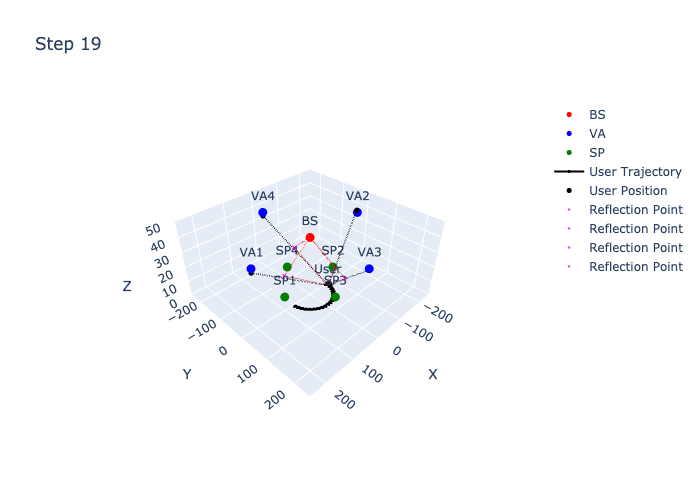 Step 19
BS
VA
SP
User Trajectory
User Position
Reflection Point
Reflection Point
Reflection Point
Reflection Point
VA4
VA2
BS
SP4
SP2
VA1
VA3
User
SP1
SP3
Z
50
40
30
20
10
0
Y
−200
−100
0
100
200
X
−200
−100
0
100
200